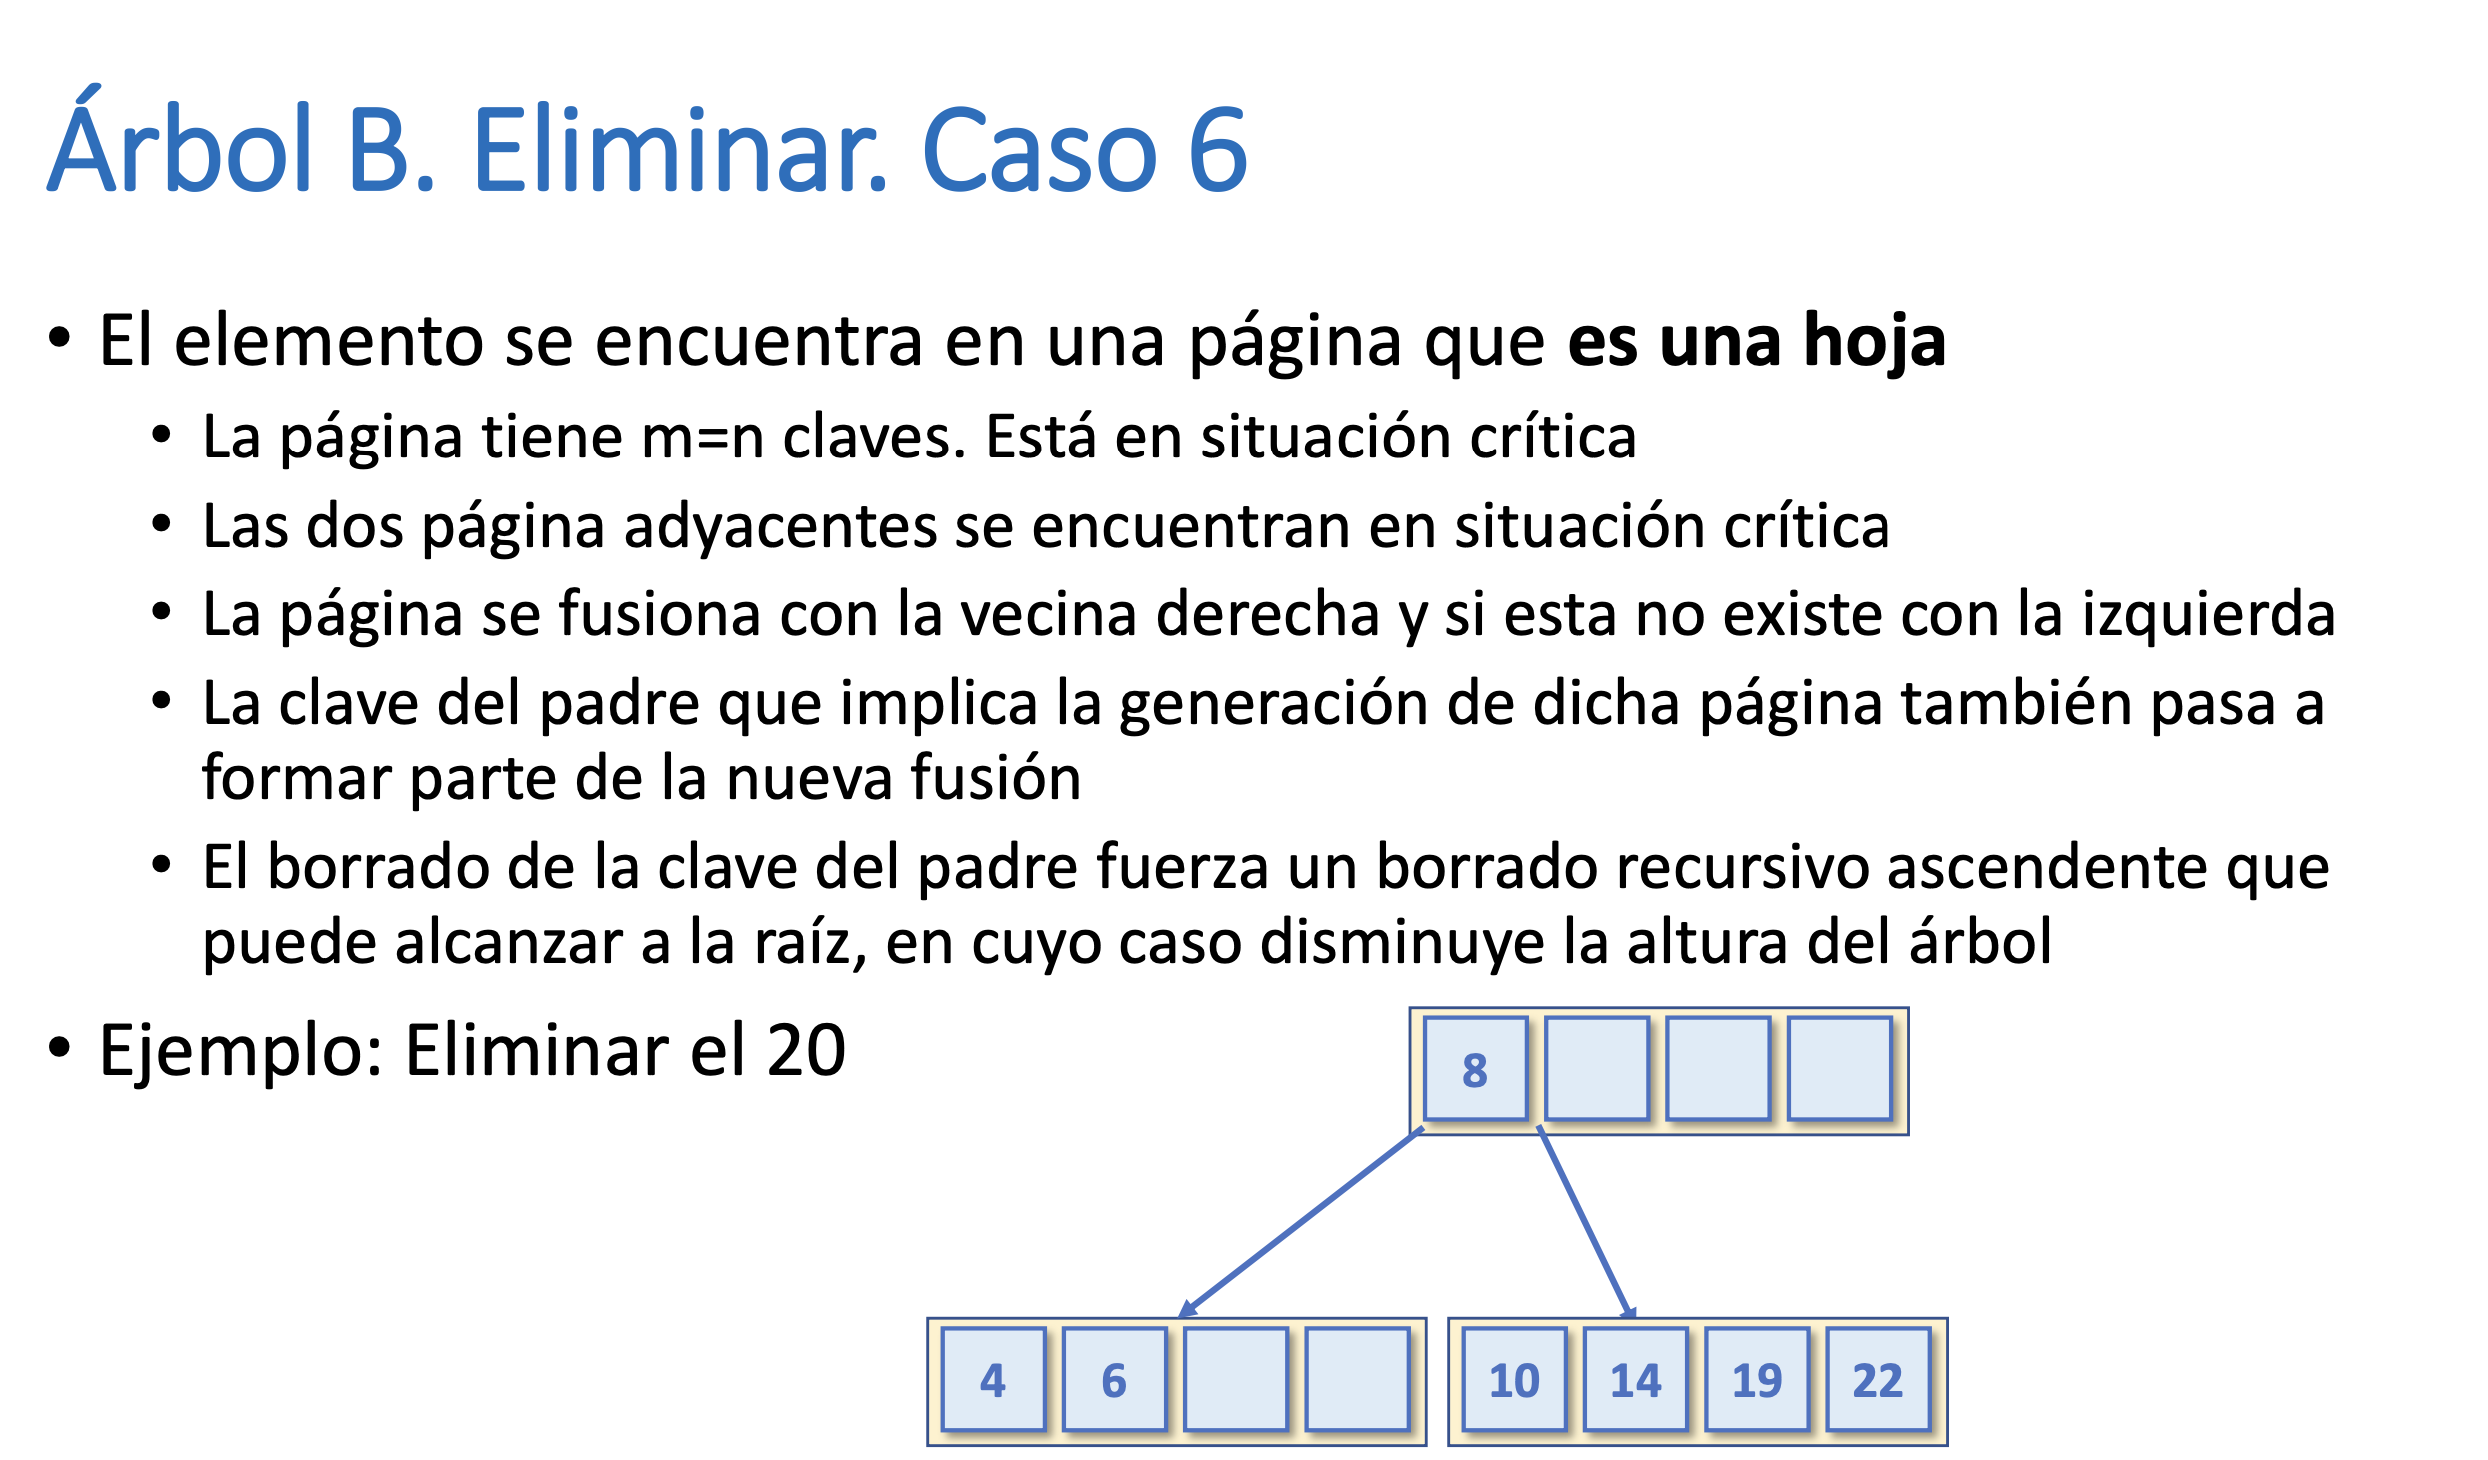 Árbol B. Eliminar. Caso 6
• El elemento se encuentra en una página que es una hoja
• La página tiene m=n claves. Está en situación crítica
• Las dos página adyacentes se encuentran en situación crítica
• La página se fusiona con la vecina derecha y si esta no existe con la izquierda
• La clave del padre que implica la generación de dicha página también pasa a
formar parte de la nueva fusión
• El borrado de la clave del padre fuerza un borrado recursivo ascendente que
puede alcanzar a la raíz, en cuyo caso disminuye la altura del árbol
• Ejemplo: Eliminar el 20
8
4 6
10 14 19 22